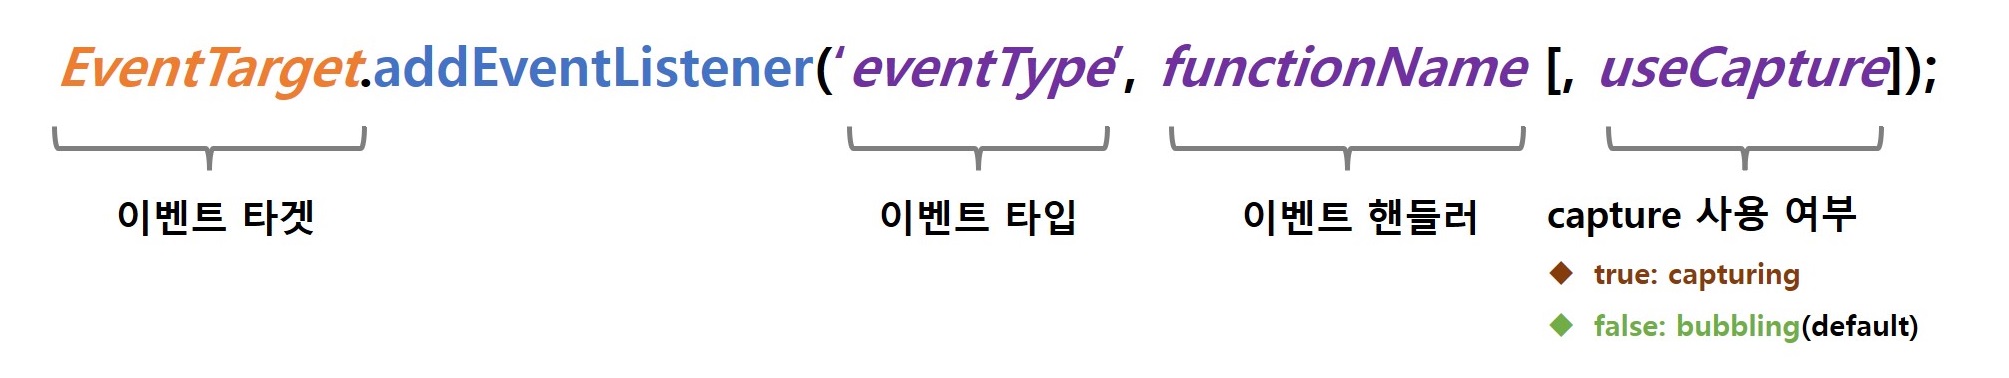 EventTarget.addEventListener('eventType', functionName [, useCapture]);
이벤트 타겟 이벤트 타입 이벤트 핸들러 capture 사용 여부
◆ true: capturing
◆ false: bubbling(default)